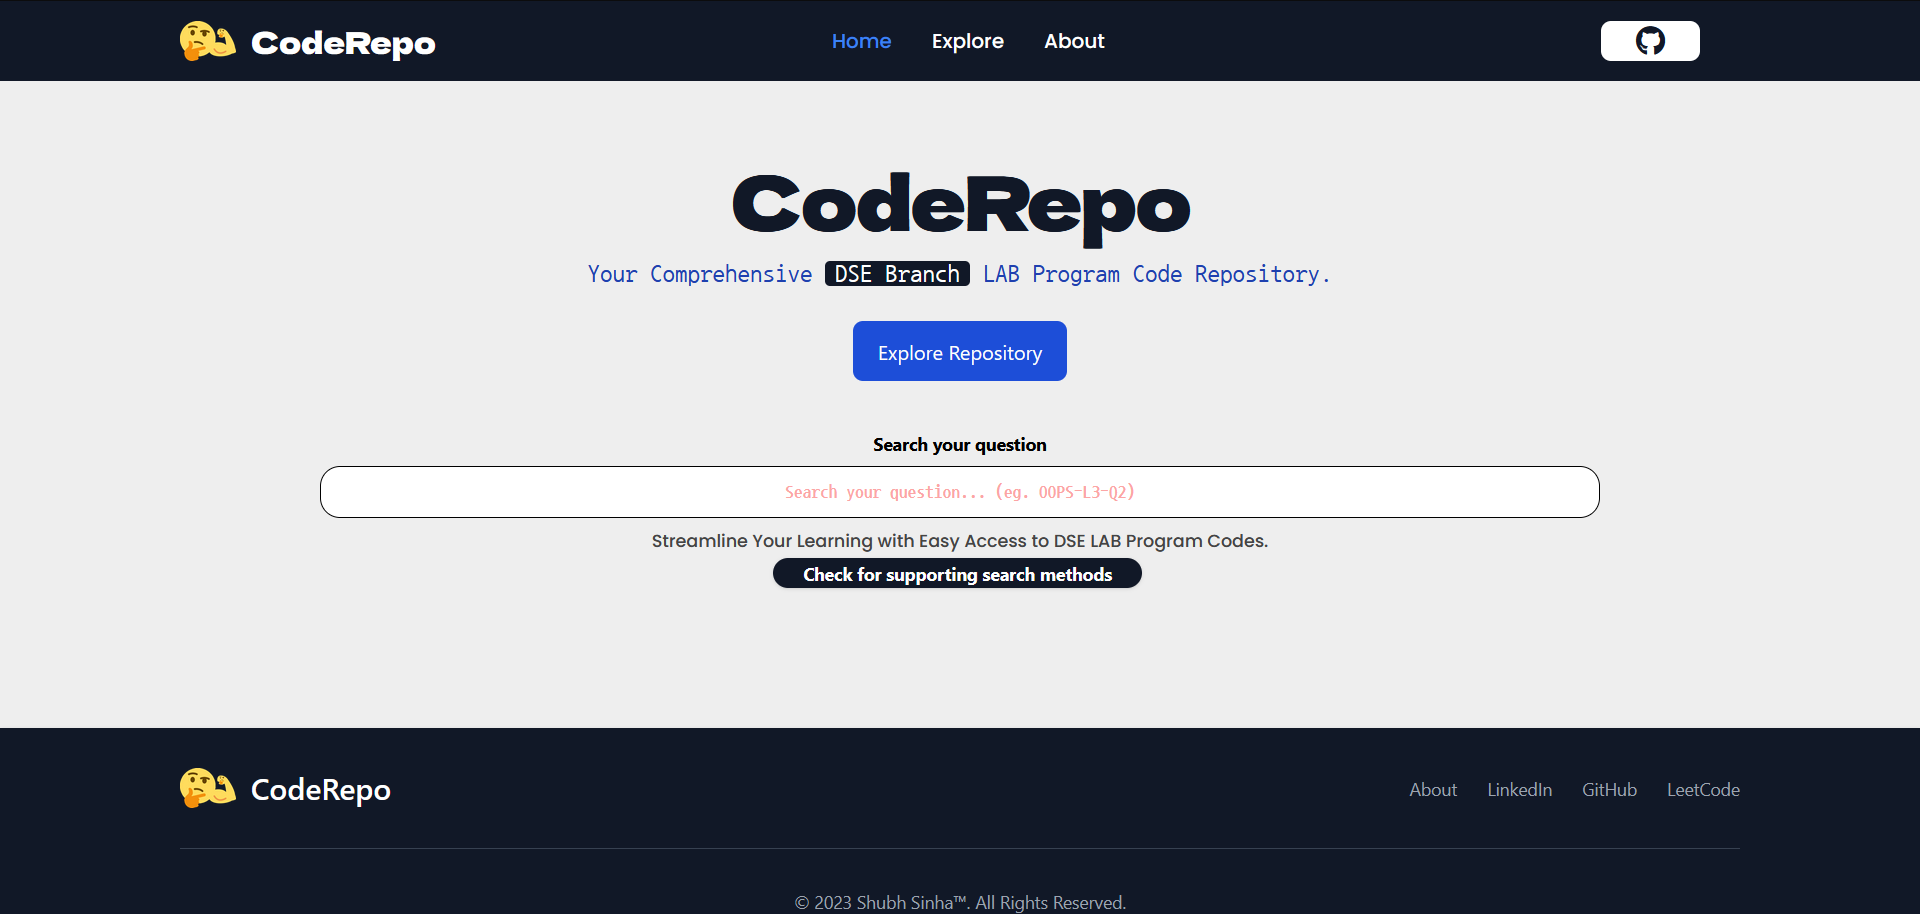 CodeRepo Home Explore About
CodeRepo
Your Comprehensive DSE Branch LAB Program Code Repository.
Explore Repository
Search your question
Search your question... (eg. OOPS-L3-Q2)
Streamline Your Learning with Easy Access to DSE LAB Program Codes.
Check for supporting search methods
CodeRepo About LinkedIn GitHub LeetCode
© 2023 Shubh Sinha™. All Rights Reserved.